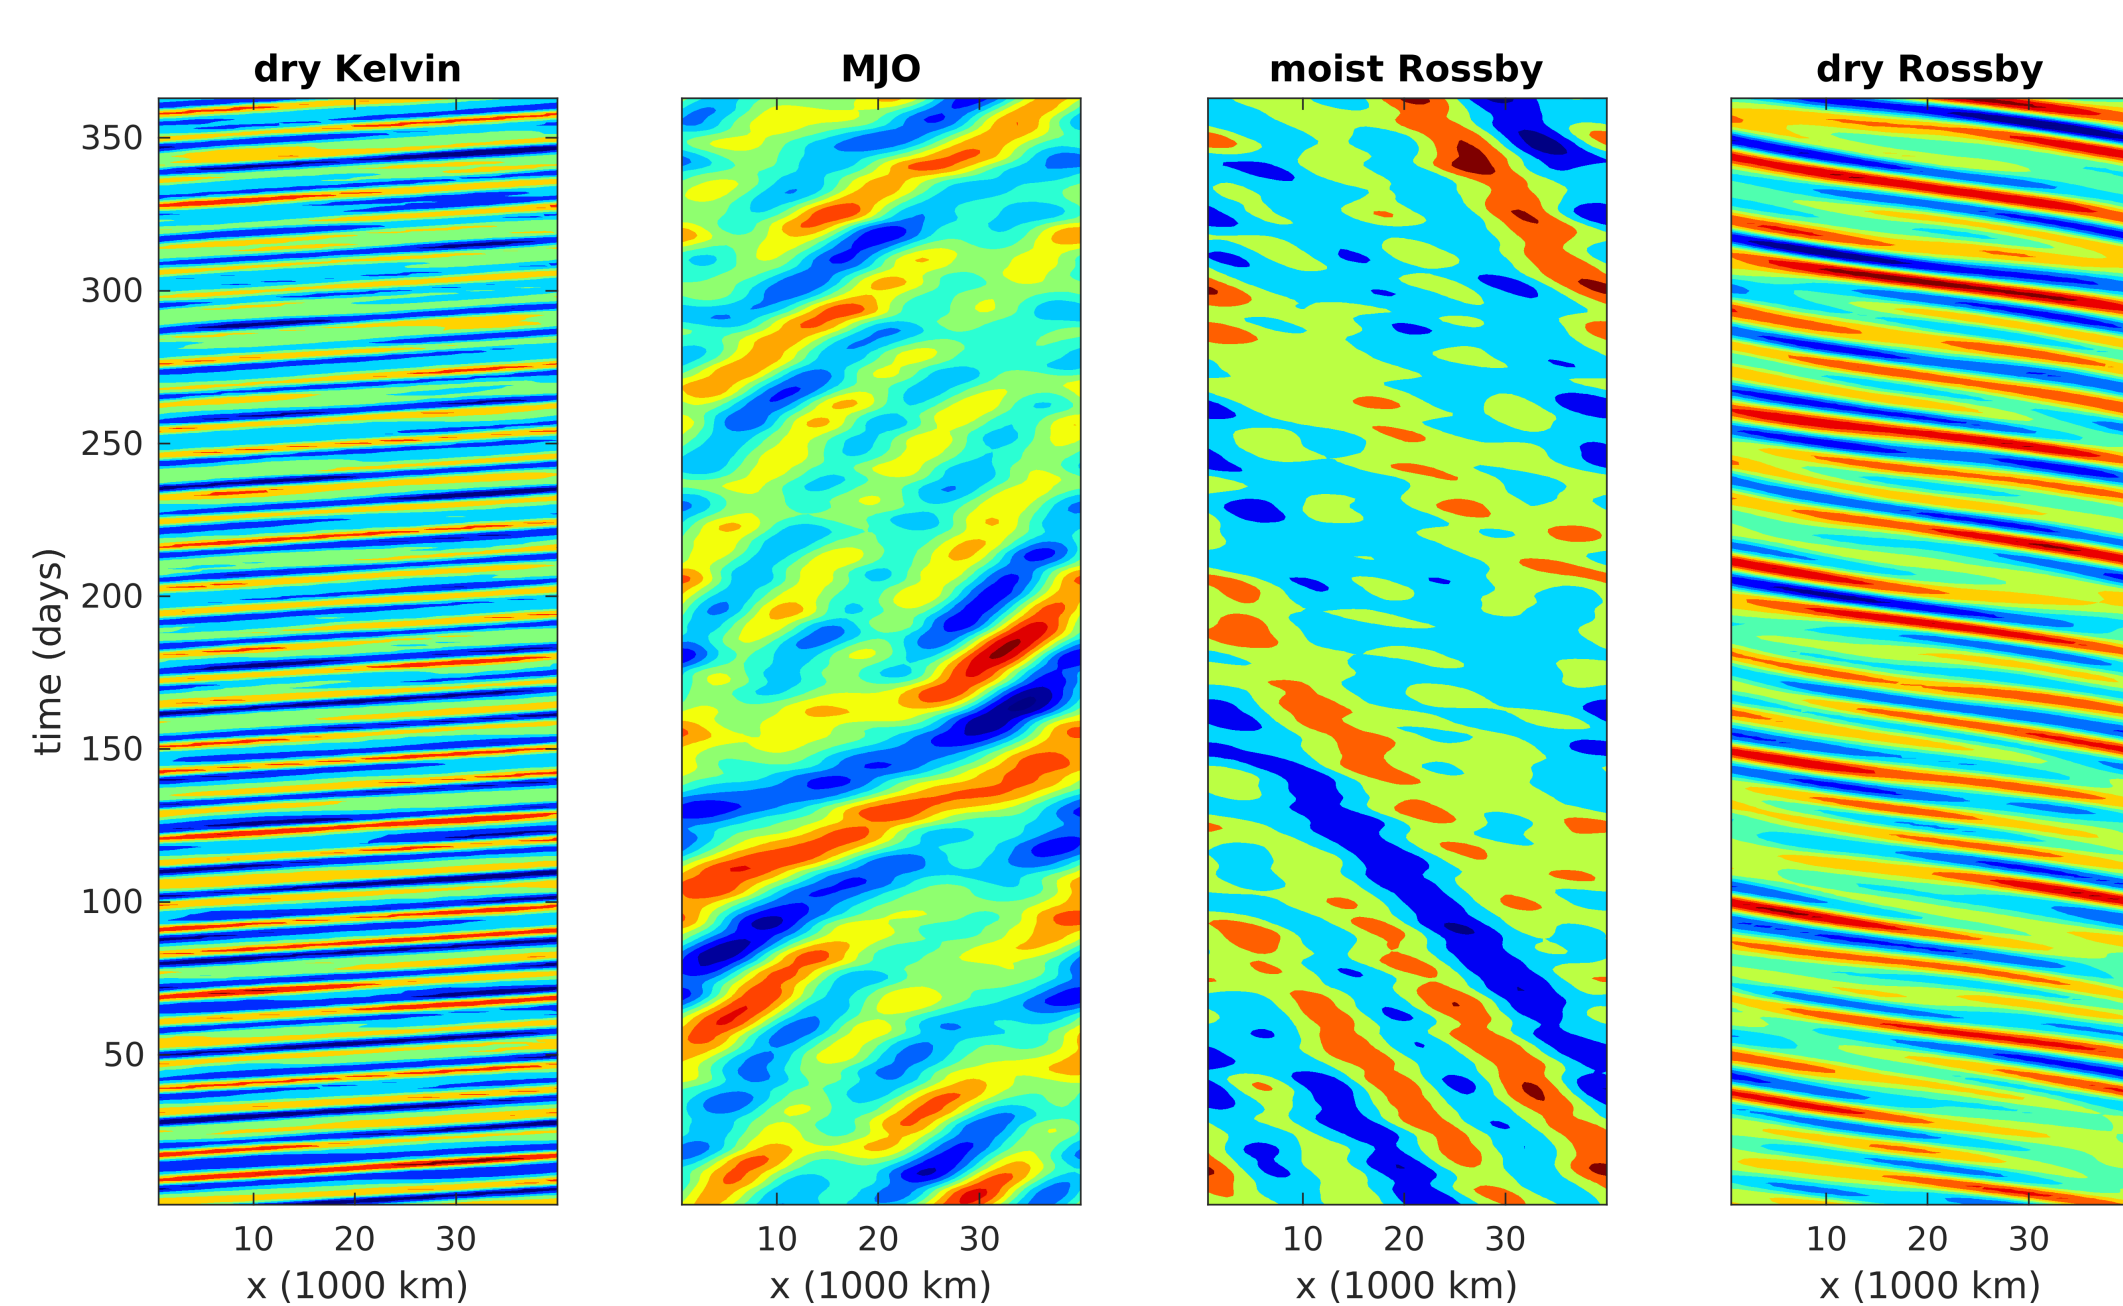 dry Kelvin MJO moist Rossby dry Rossby
350
300
250
200
150
100
50
time (days)
10 20 30 10 20 30 10 20 30 10 20 30
x (1000 km) x (1000 km) x (1000 km) x (1000 km)